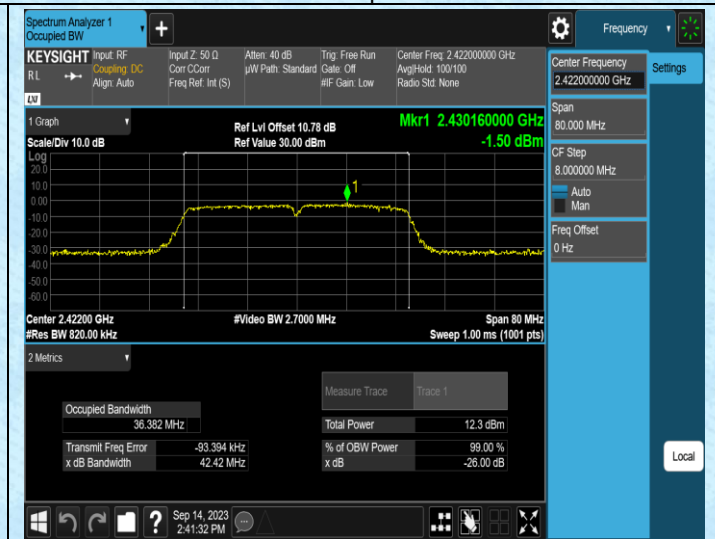 Spectrum Analyzer 1
Occupied BW
Frequency
KEYSIGHT
RL
LXI
Input: RF
Coupling: DC
Align: Auto
Input Z: 50 Ω
Corr CCorr
Freq Ref: Int (S)
Atten: 40 dB
µW Path: Standard
Trig: Free Run
Gate: Off
#IF Gain: Low
Center Freq: 2.422000000 GHz
Avg|Hold: 100/100
Radio Std: None
Center Frequency
2.422000000 GHz
Settings
Span
80.000 MHz
CF Step
8.000000 MHz
Auto
Man
Freq Offset
0 Hz
1 Graph
Scale/Div 10.0 dB
Ref Lvl Offset 10.78 dB
Ref Value 30.00 dBm
Mkr1 2.430160000 GHz
-1.50 dBm
Log
20.0
10.0
0.00
-10.0
-20.0
-30.0
-40.0
-50.0
-60.0
1
Center 2.42200 GHz
#Res BW 820.00 kHz
#Video BW 2.7000 MHz
Span 80 MHz
Sweep 1.00 ms (1001 pts)
2 Metrics
Measure Trace Trace 1
Occupied Bandwidth
36.382 MHz
Total Power 12.3 dBm
Transmit Freq Error -93.394 kHz
% of OBW Power 99.00 %
x dB Bandwidth 42.42 MHz
x dB -26.00 dB
Local
Sep 14, 2023
2:41:32 PM